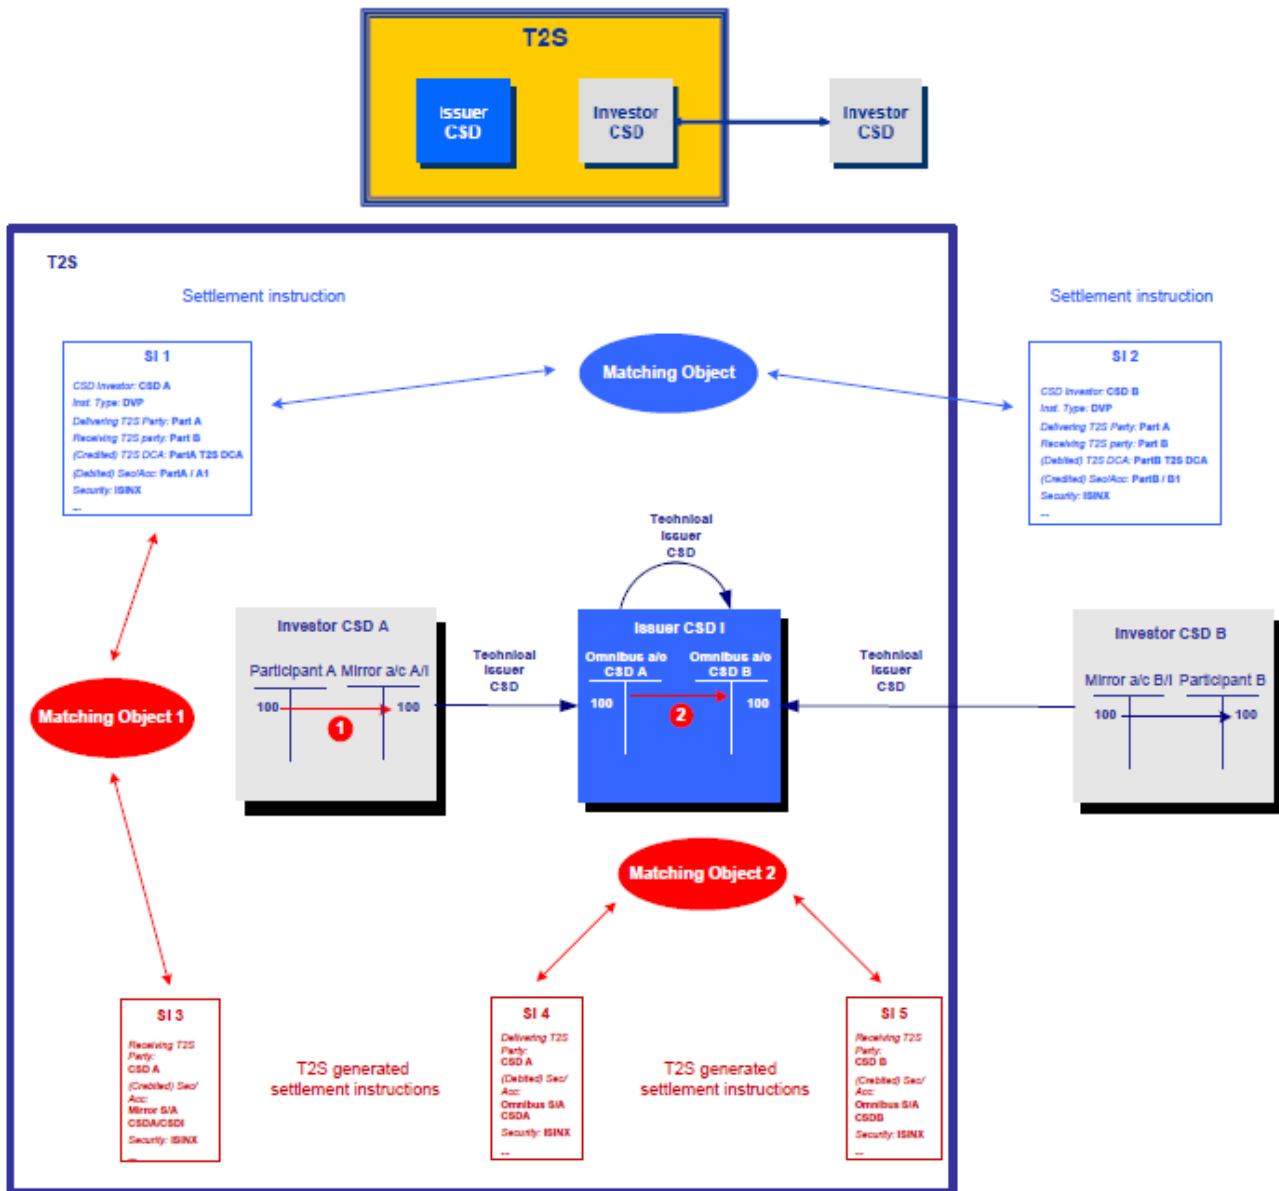 T2S
Issuer
CSD
Investor
CSD
Investor
CSD
T2S
Settlement instruction
Settlement instruction
SI 1
CSD Investor: CSD A
Inst. Type: DVP
Delivering T2S Party: Part A
Receiving T2S party: Part B
(Credited) T2S DCA: PartA T2S DCA
(Debited) Sec/Acc: PartA / A1
Security: ISINX
...
Matching Object
SI 2
CSD Investor: CSD B
Inst. Type: DVP
Delivering T2S Party: Part A
Receiving T2S party: Part B
(Debited) T2S DCA: PartB T2S DCA
(Credited) Sec/Acc: PartB / B1
Security: ISINX
...
Technical
Issuer
CSD
Investor CSD A
Participant A Mirror a/c A/I
100 100
1
Technical
Issuer
CSD
Issuer CSD I
Omnibus a/c
CSD A
Omnibus a/c
CSD B
100 100
2
Technical
Issuer
CSD
Investor CSD B
Mirror a/c B/I Participant B
100 100
Matching Object 1
Matching Object 2
SI 3
Receiving T2S
Party:
CSD A
(Crebited) Sec/
Acc:
Mirror S/A
CSDA/CSDI
Security: ISINX
...
T2S generated
settlement instructions
SI 4
Delivering T2S
Party:
CSD A
(Debited) Sec/
Acc:
Omnibus S/A
CSDA
Security: ISINX
...
T2S generated
settlement instructions
SI 5
Receiving T2S
Party:
CSD B
(Crebited) Sec/
Acc:
Omnibus S/A
CSDB
Security: ISINX
...